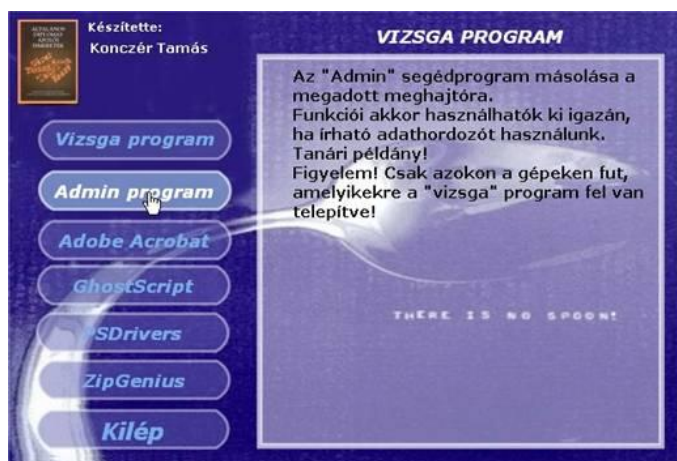 Készítette:
Konczér Tamás
VIZSGA PROGRAM
Az "Admin" segédprogram másolása a
megadott meghajtóra.
Funkciói akkor használhatók ki igazán,
ha írható adathordozót használunk.
Tanári példány!
Figyelem! Csak azokon a gépeken fut,
amelyikekre a "vizsga" program fel van
telepítve!
THERE IS NO SPOON!
Vizsga program
Admin program
Adobe Acrobat
GhostScript
PSDrivers
ZipGenius
Kilép